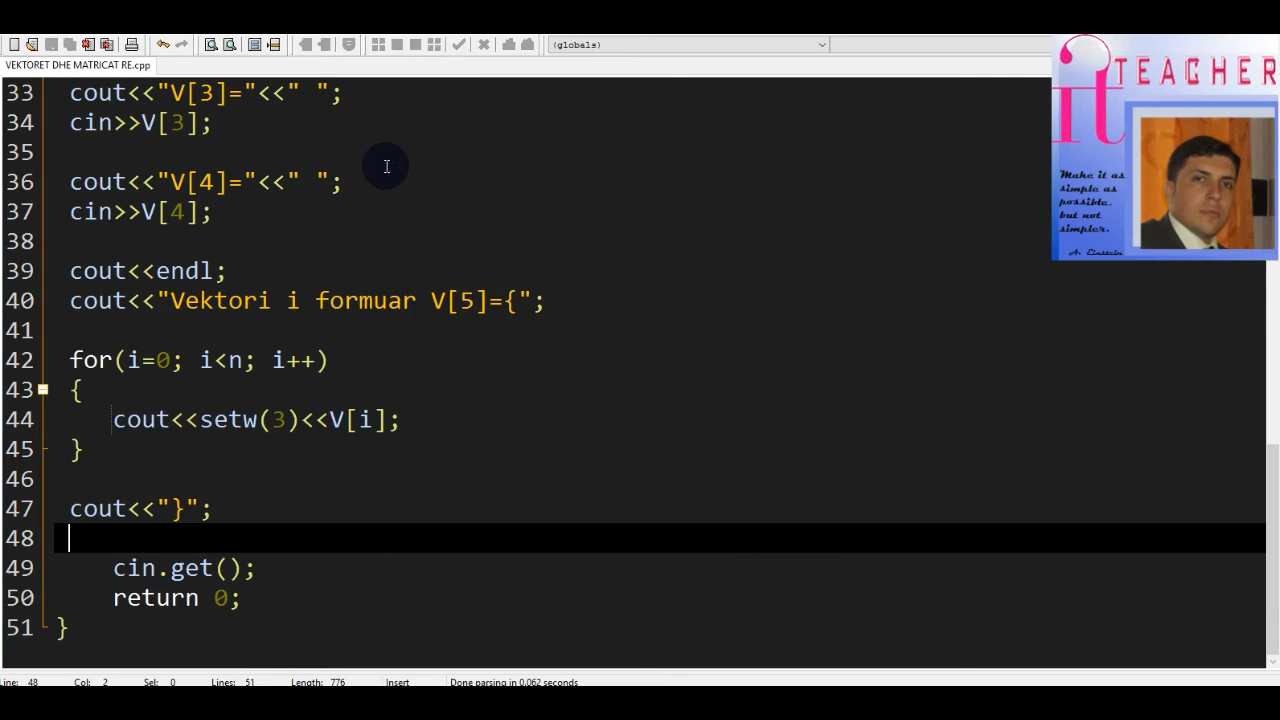 (globals)
VEKTORET DHE MATRICAT RE.cpp
33 cout<<"V[3]="<<" ";
34 cin>>V[3];
35
36 cout<<"V[4]="<<" ";
37 cin>>V[4];
38
39 cout<<endl;
40 cout<<"Vektori i formuar V[5]={";
41
42 for(i=0; i<n; i++)
43 {
44 cout<<setw(3)<<V[i];
45 }
46
47 cout<<"}";
48
49 cin.get();
50 return 0;
51 }
it TEACHER
Make it as
simple as
possible,
but not
simpler.
A. Einstein
Line: 48 Col: 2 Sel: 0 Lines: 51 Length: 776 Insert Done parsing in 0.062 seconds